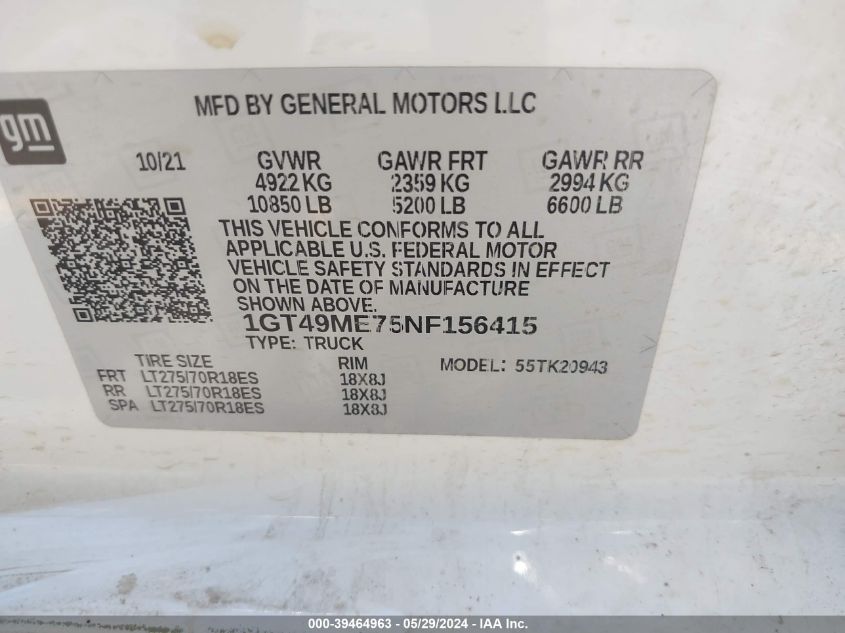 MFD BY GENERAL MOTORS LLC
gm
10/21 GVWR GAWR FRT GAWR RR
4922 KG 2359 KG 2994 KG
10850 LB 5200 LB 6600 LB
THIS VEHICLE CONFORMS TO ALL
APPLICABLE U.S. FEDERAL MOTOR
VEHICLE SAFETY STANDARDS IN EFFECT
ON THE DATE OF MANUFACTURE
SHOWN ABOVE.
1GT49ME75NF156415
TYPE: TRUCK
TIRE SIZE RIM MODEL: 55TK20943
FRT LT275/70R18ES 18X8J
RR LT275/70R18ES 18X8J
SPA LT275/70R18ES 18X8J
000-39464963 - 05/29/2024 - IAA Inc.